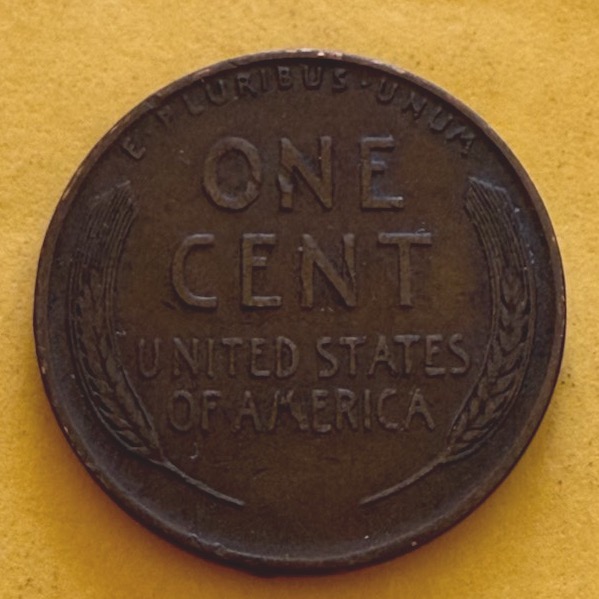 E·PLURIBUS·UNUM
ONE
CENT
UNITED STATES
OF AMERICA